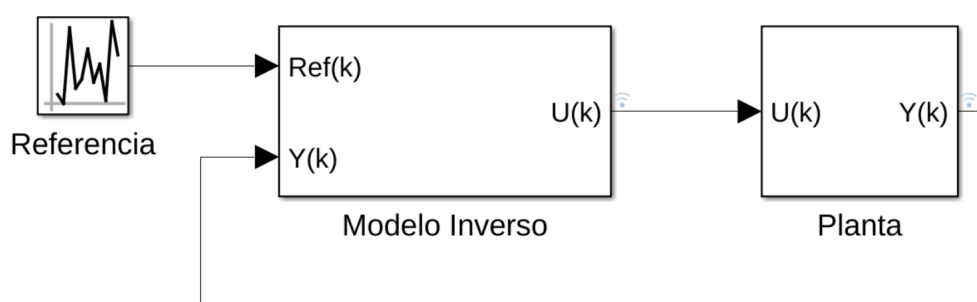 Ref(k)
U(k)
U(k)
Y(k)
Referencia
Y(k)
Modelo Inverso
Planta